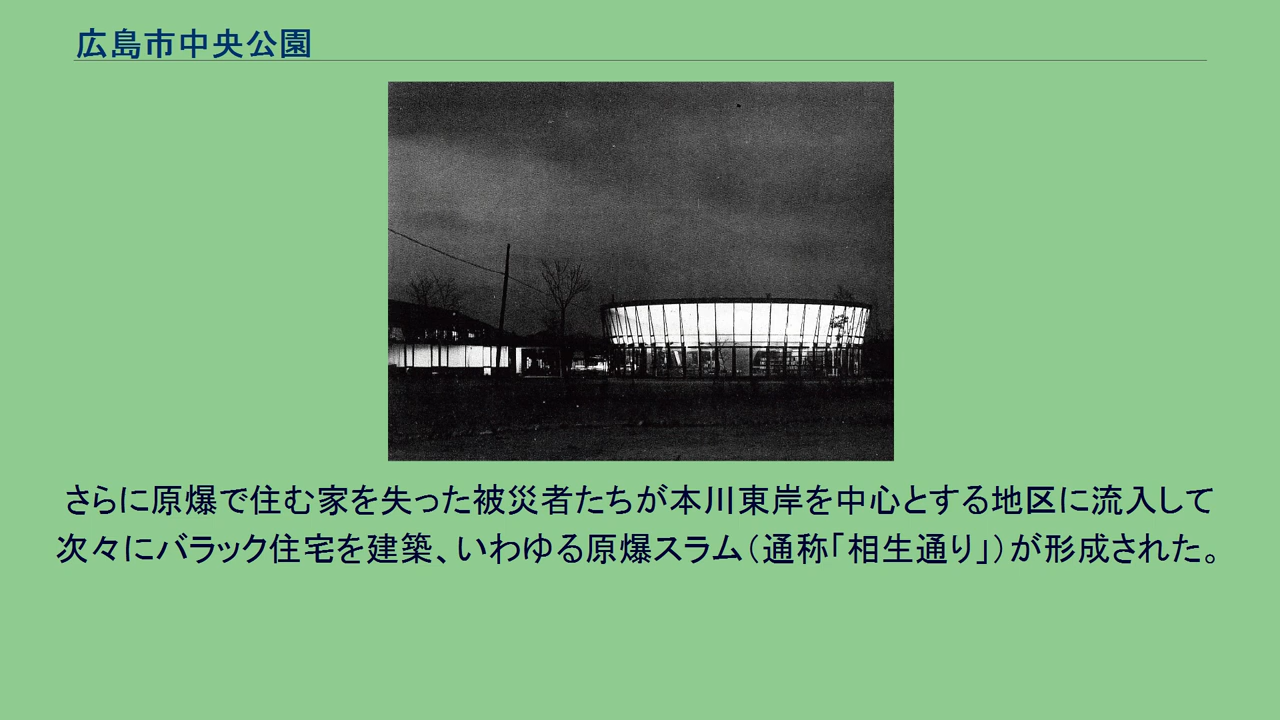 広島市中央公園
さらに原爆で住む家を失った被災者たちが本川東岸を中心とする地区に流入して
次々にバラック住宅を建築、いわゆる原爆スラム（通称「相生通り」）が形成された。